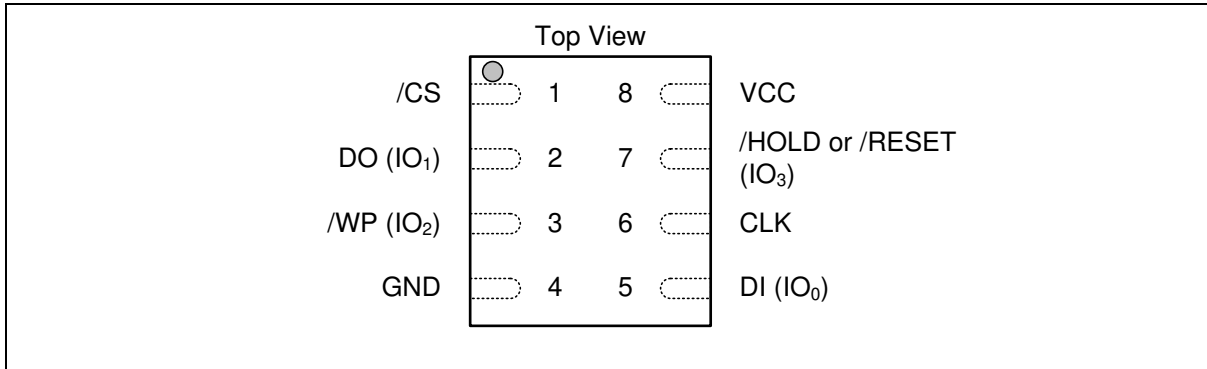 Top View
/CS 1 8 VCC
DO (IO₁) 2 7 /HOLD or /RESET
(IO₃)
/WP (IO₂) 3 6 CLK
GND 4 5 DI (IO₀)